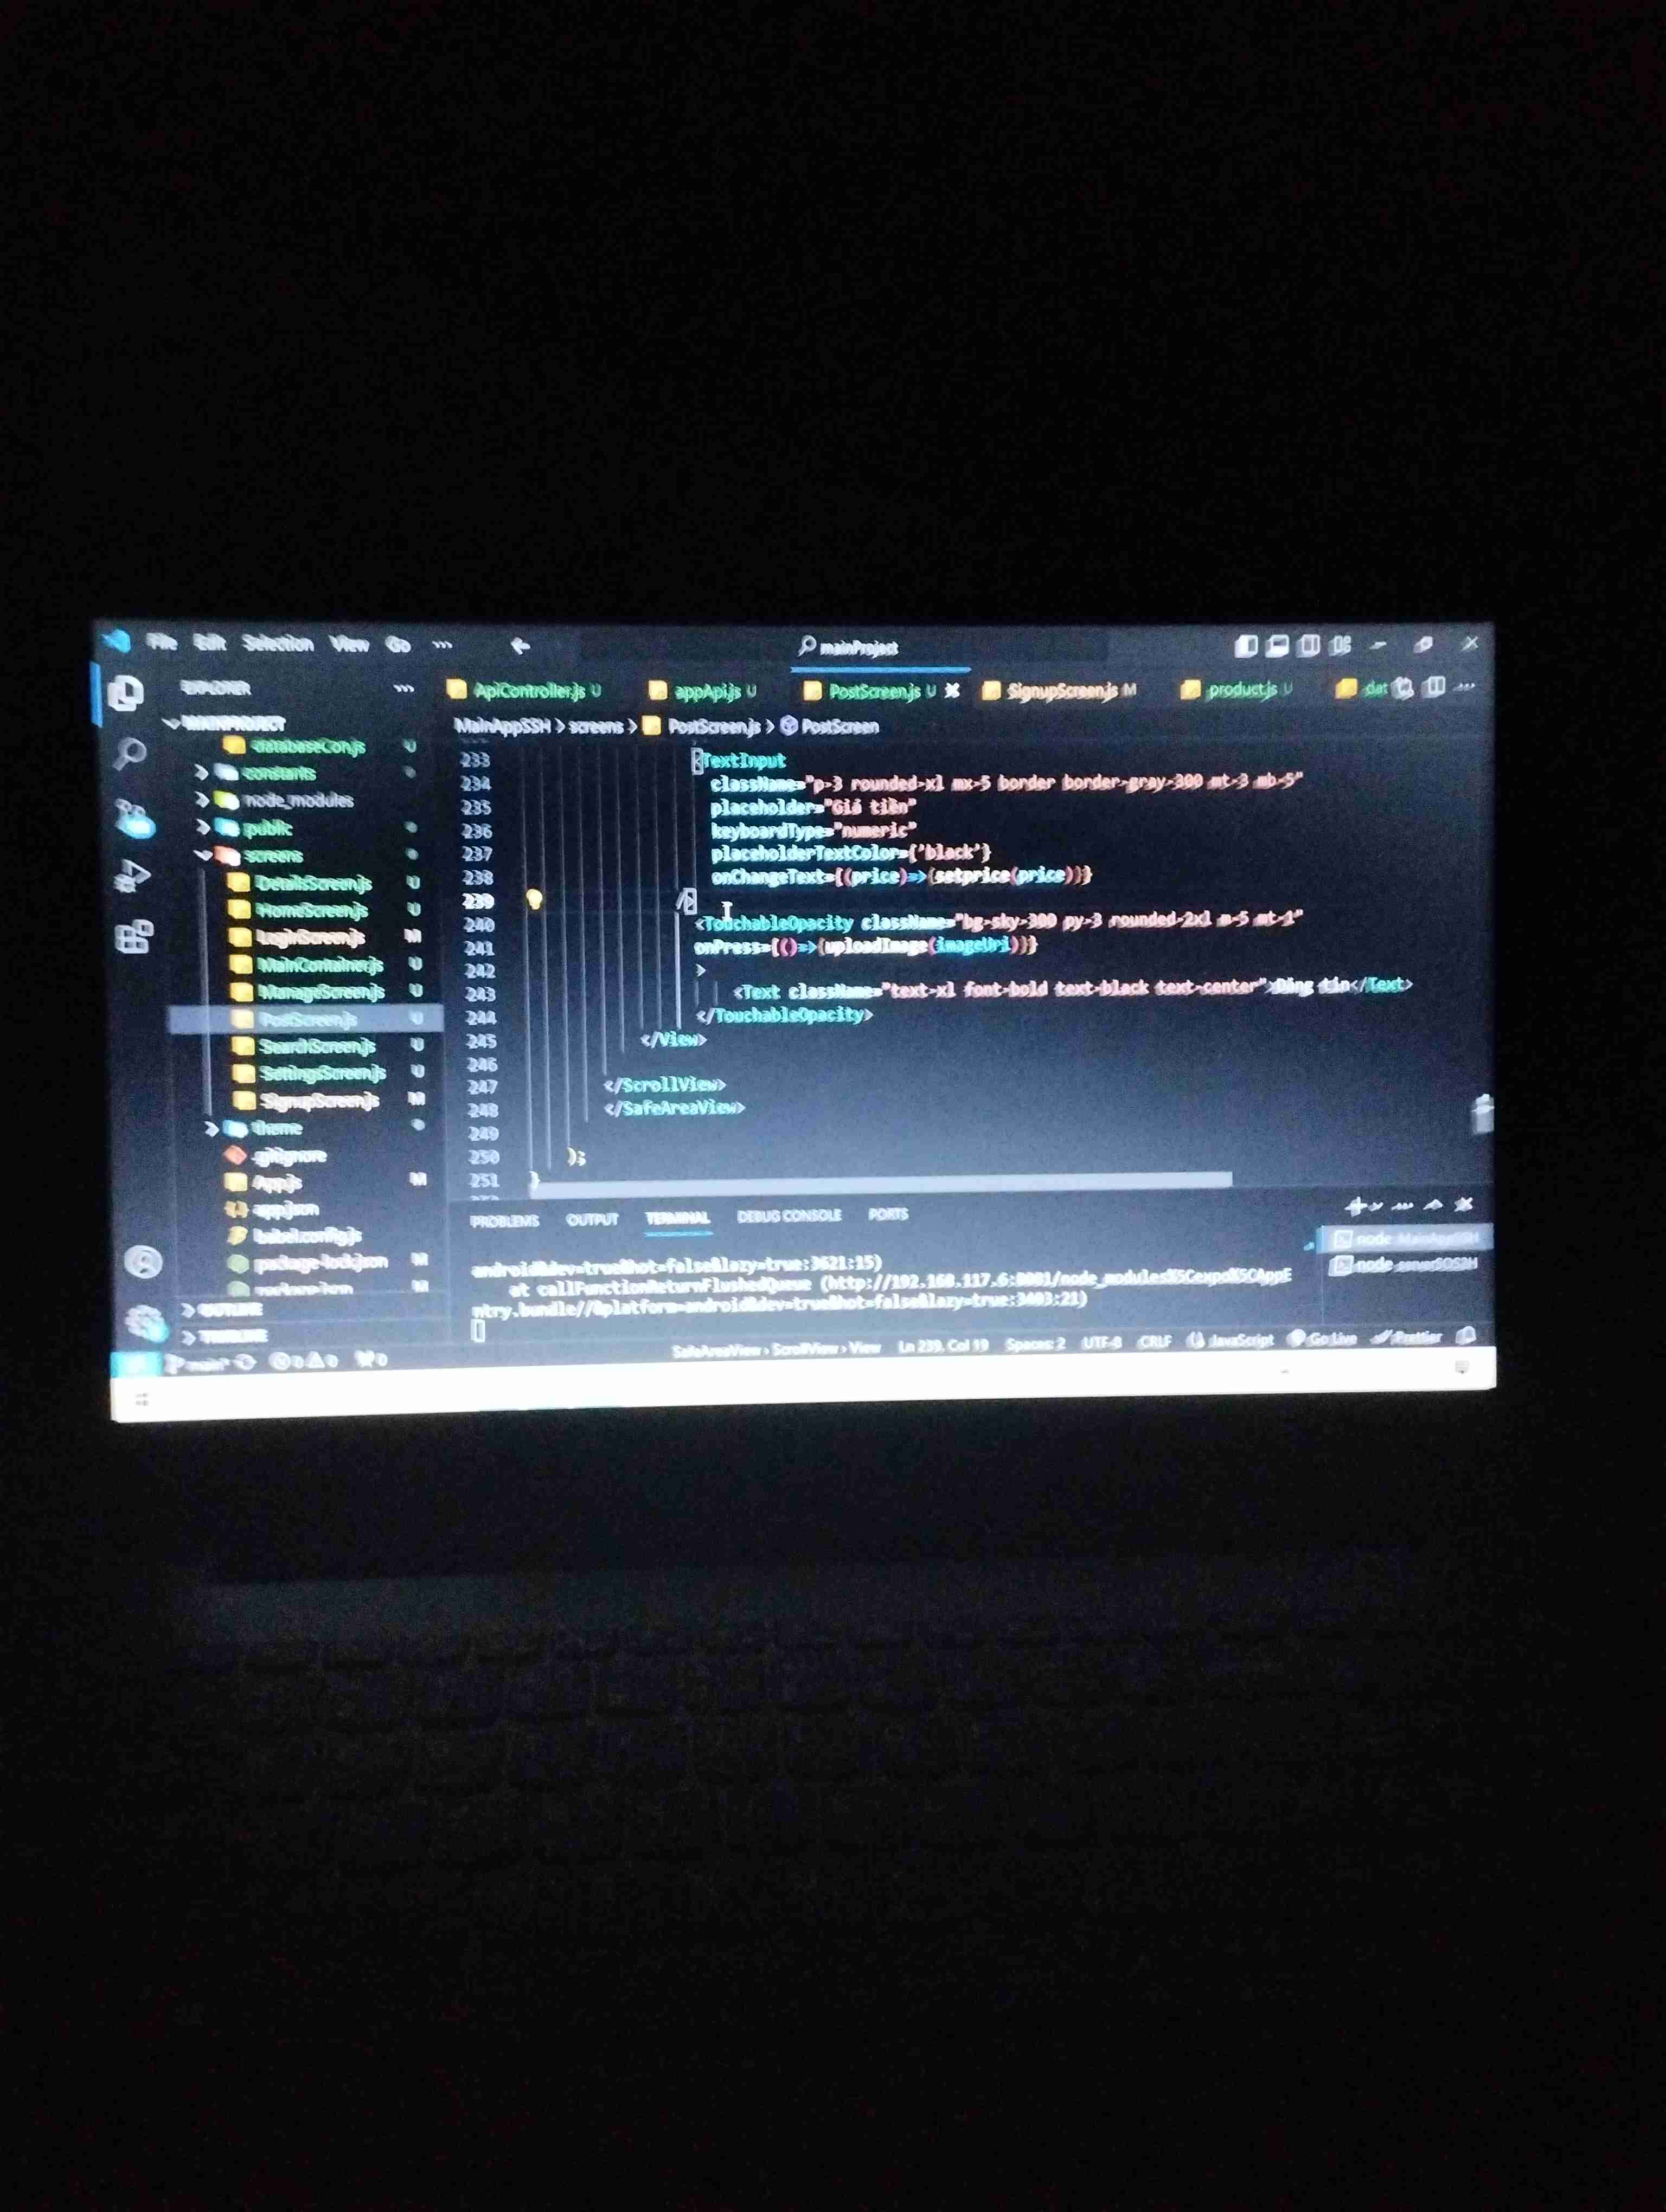 File Edit Selection View Go ... mainProject
EXPLORER ...
MAINPROJECT
databaseCon.js U
constants
node_modules
public
screens
DetailsScreen.js U
HomeScreen.js U
LoginScreen.js M
MainContainer.js U
ManageScreen.js U
PostScreen.js U
SearchScreen.js U
SettingsScreen.js U
SignupScreen.js M
theme
.gitignore
App.js M
app.json
babel.config.js
package-lock.json M
OUTLINE
TIMELINE
ApiController.js U appApi.js U PostScreen.js U SignupScreen.js M product.js U dat
MainAppSSH > screens > PostScreen.js > PostScreen
233 <TextInput
234 className="p-3 rounded-xl mx-5 border border-gray-300 mt-3 mb-5"
235 placeholder="Giá tiền"
236 keyboardType="numeric"
237 placeholderTextColor={'black'}
238 onChangeText={(price)=>{setprice(price)}}
239 />
240 <TouchableOpacity className="bg-sky-300 py-3 rounded-2xl m-5 mt-1"
241 onPress={()=>{uploadImage(imageUri)}}
242 >
243 <Text className="text-xl font-bold text-black text-center">Đăng tin</Text>
244 </TouchableOpacity>
245 </View>
246
247 </ScrollView>
248 </SafeAreaView>
249
250 );
251 }
PROBLEMS OUTPUT TERMINAL DEBUG CONSOLE PORTS
android&dev=true&hot=false&lazy=true:3621:15)
at callFunctionReturnFlushedQueue (http://192.168.117.6:8081/node_modules%5Cexpo%5CAppE
ntry.bundle//&platform=android&dev=true&hot=false&lazy=true:3403:21)
node MainAppSSH
node
main* 0 0 0 SafeAreaView > ScrollView > View Ln 239, Col 19 Spaces: 2 UTF-8 CRLF JavaScript Go Live Prettier